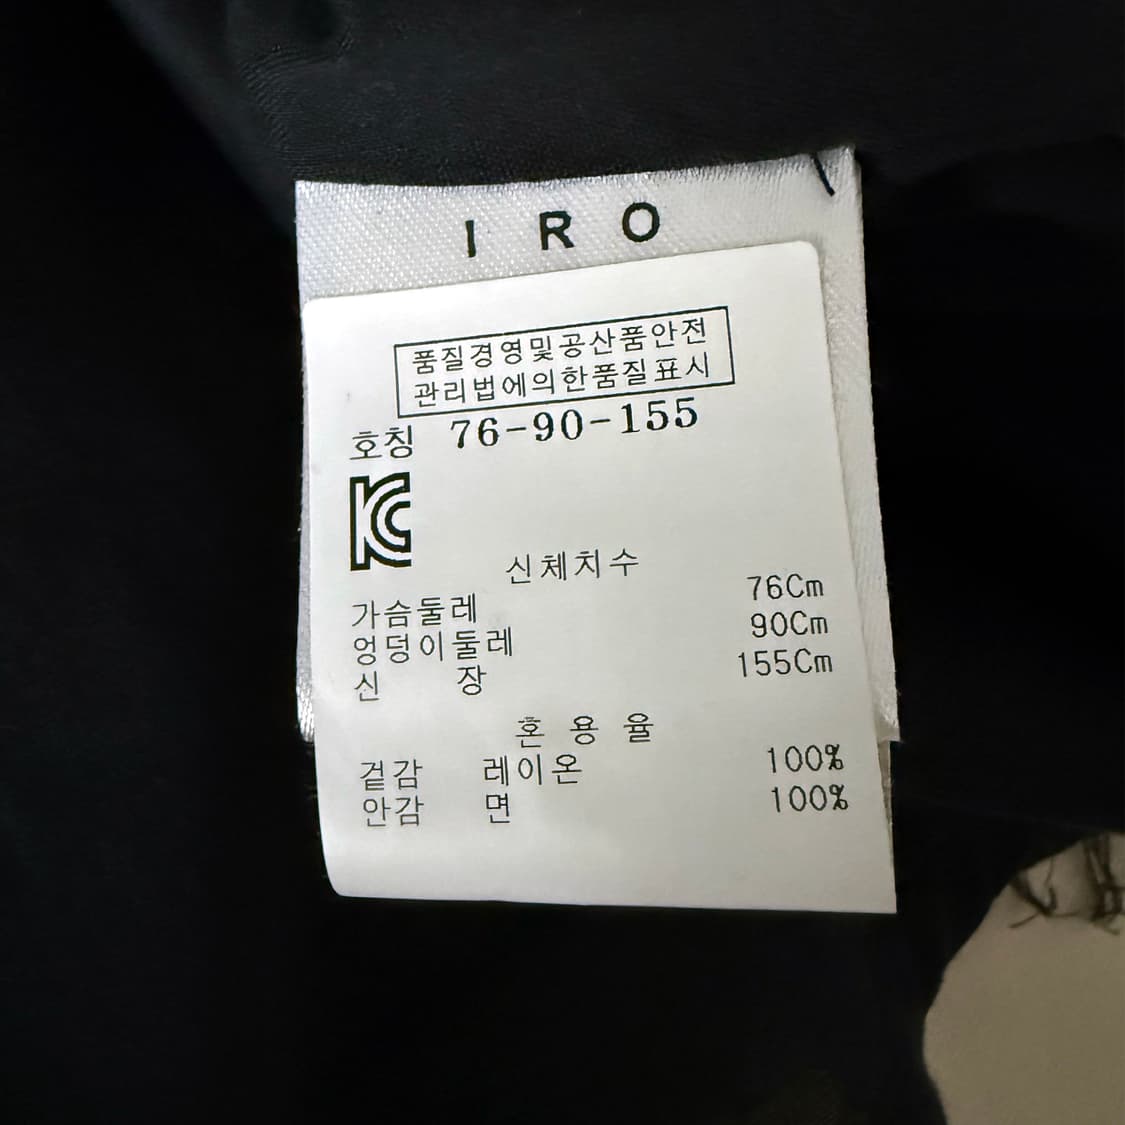 IRO
품질경영및공산품안전
관리법에의한품질표시
호칭 76-90-155
신체치수
가슴둘레 76Cm
엉덩이둘레 90Cm
신 장 155Cm
혼 용 율
겉감 레이온 100%
안감 면 100%